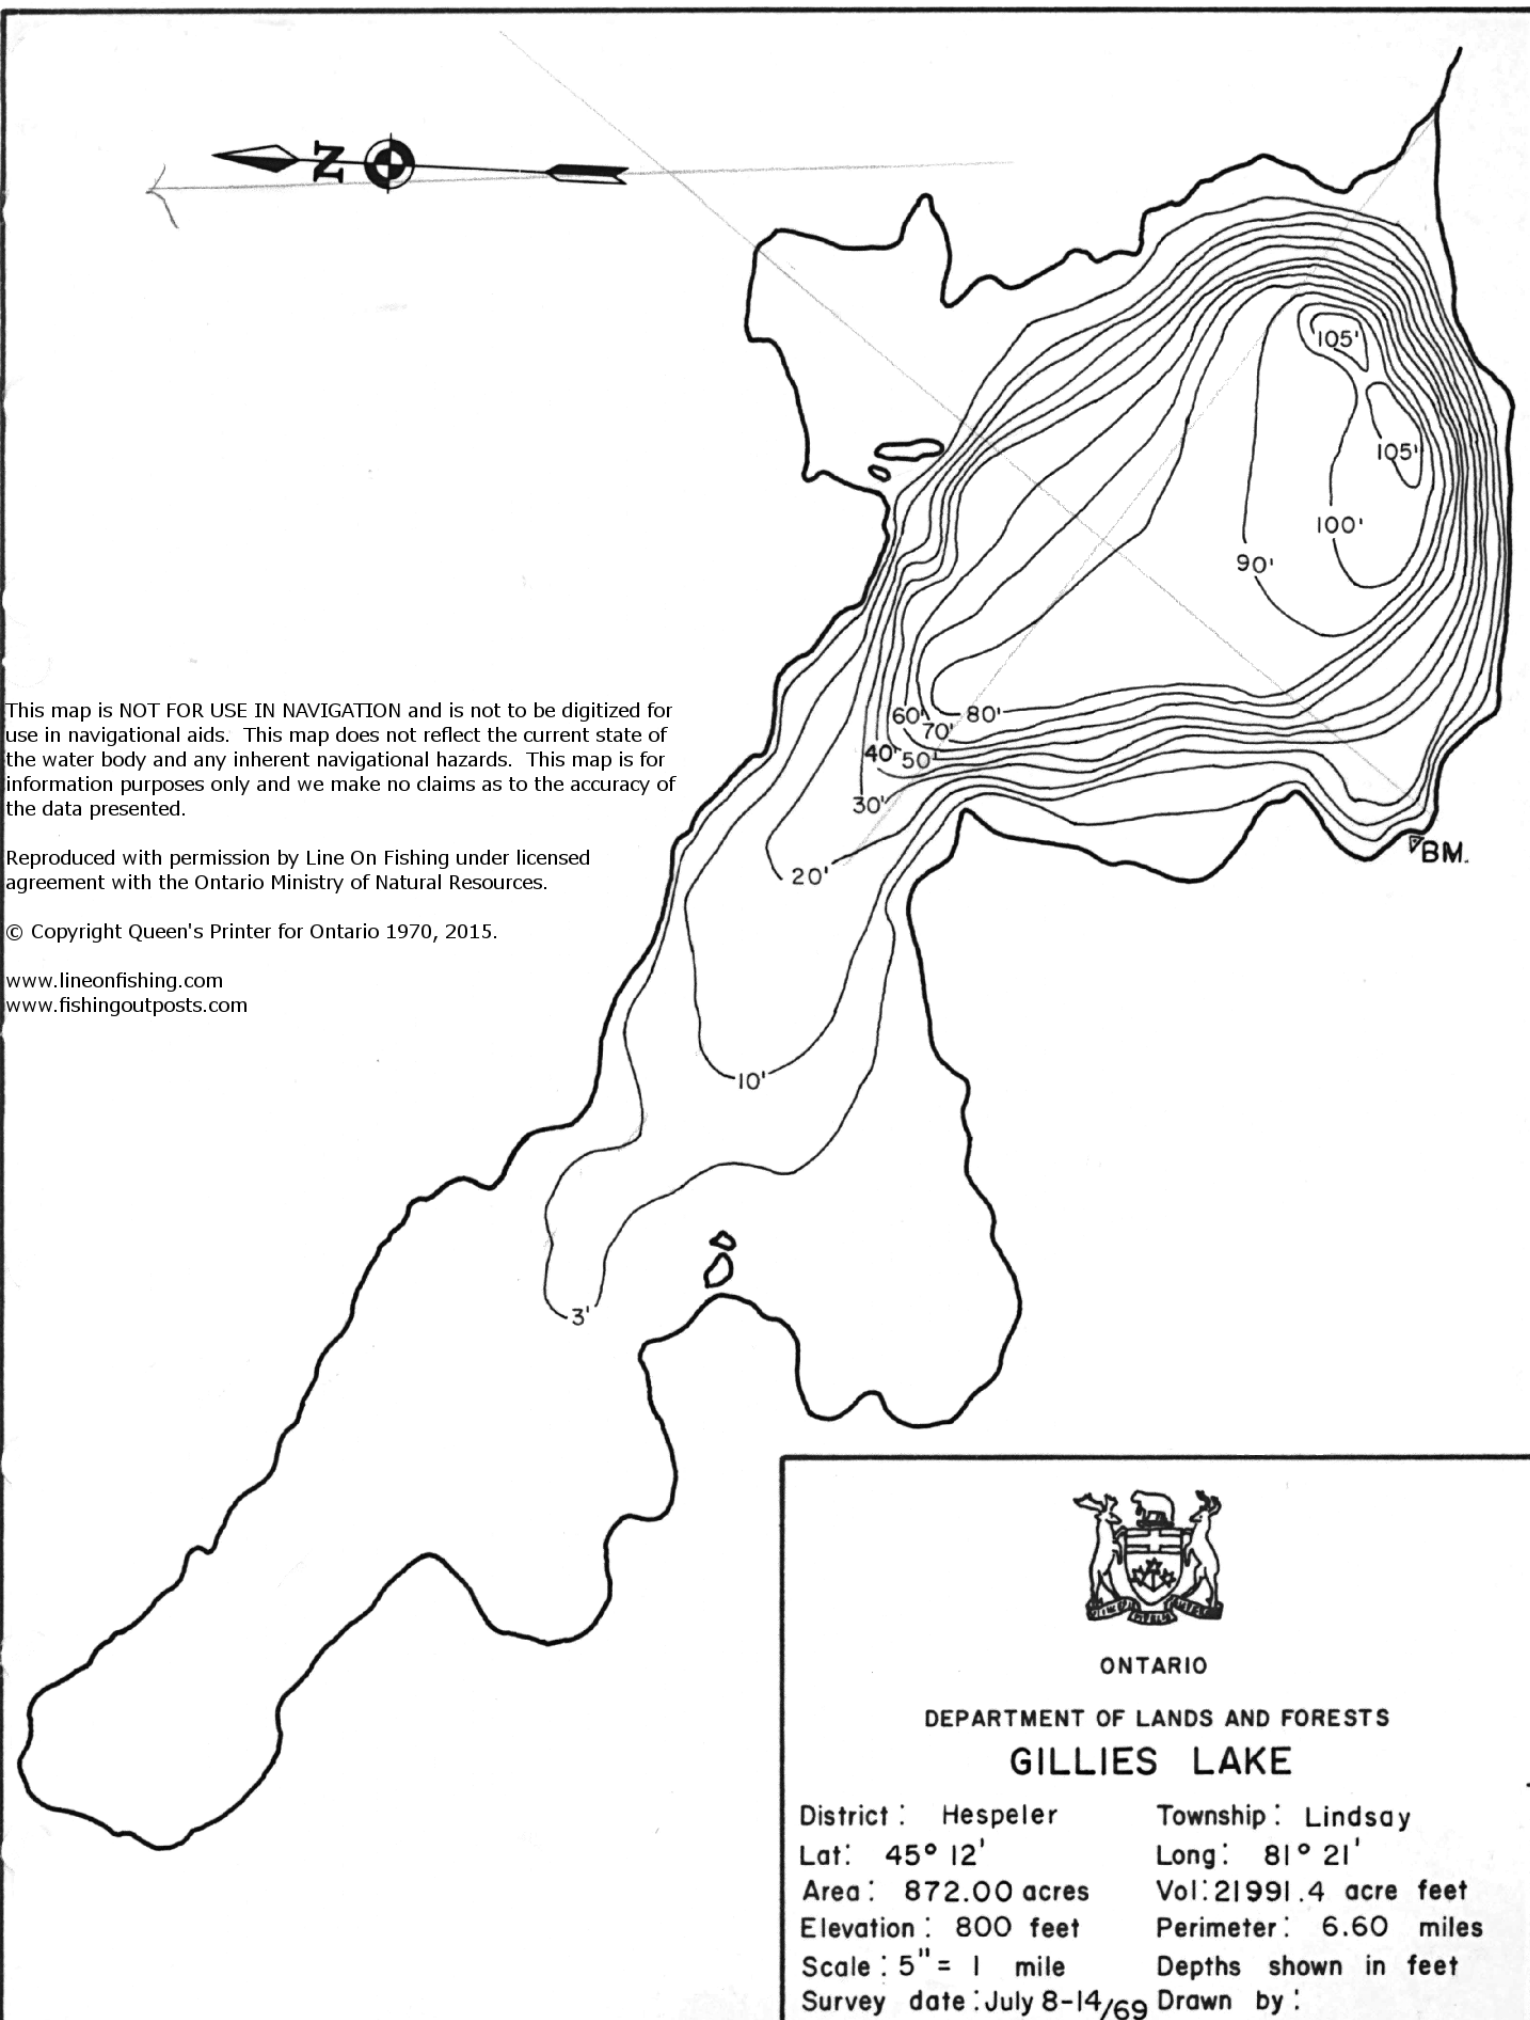 N
105'
105'
100'
90'
60'
80'
70'
40'
50'
30'
BM.
20'
10'
3'
This map is NOT FOR USE IN NAVIGATION and is not to be digitized for
use in navigational aids. This map does not reflect the current state of
the water body and any inherent navigational hazards. This map is for
information purposes only and we make no claims as to the accuracy of
the data presented.
Reproduced with permission by Line On Fishing under licensed
agreement with the Ontario Ministry of Natural Resources.
© Copyright Queen's Printer for Ontario 1970, 2015.
www.lineonfishing.com
www.fishingoutposts.com
ONTARIO
DEPARTMENT OF LANDS AND FORESTS
GILLIES LAKE
District: Hespeler Township: Lindsay
Lat: 45° 12' Long: 81° 21'
Area: 872.00 acres Vol: 21991.4 acre feet
Elevation: 800 feet Perimeter: 6.60 miles
Scale: 5" = 1 mile Depths shown in feet
Survey date: July 8-14/69 Drawn by: